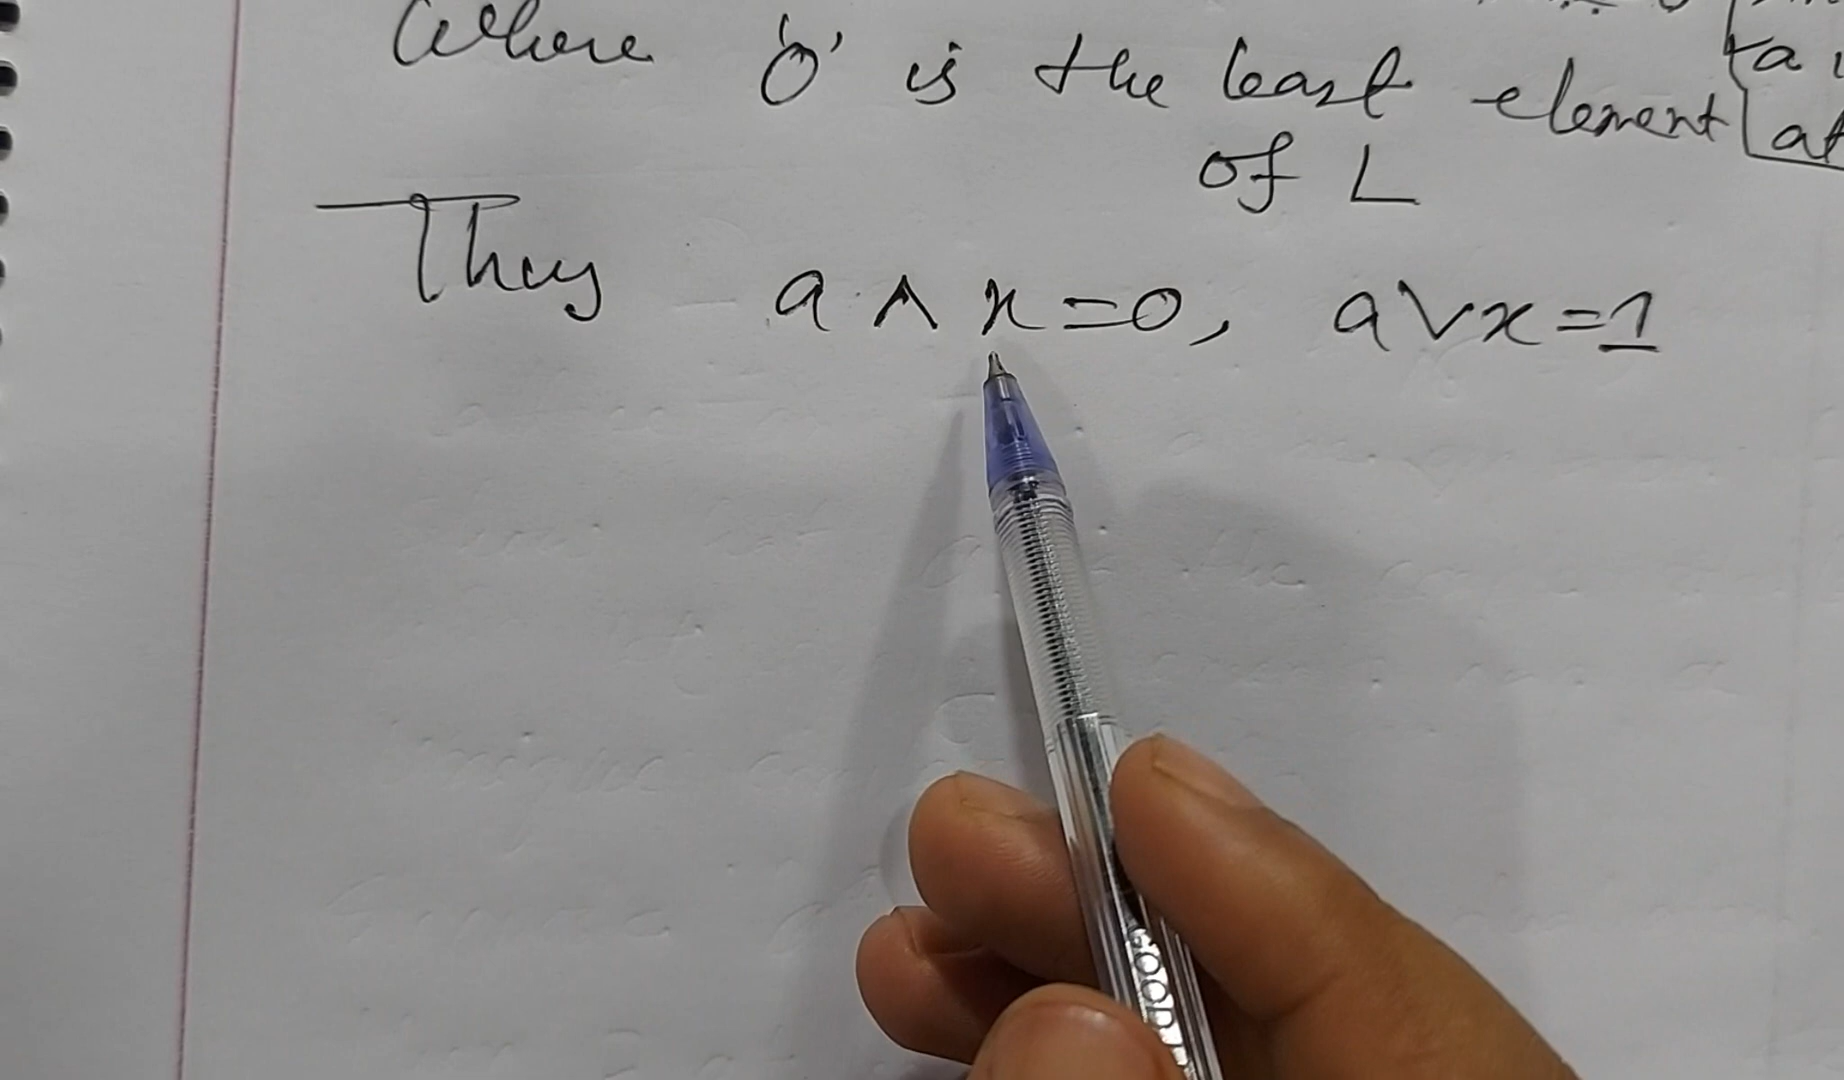 Where '0' is the least element
of L
Thus a ∧ x = 0, a ∨ x = 1